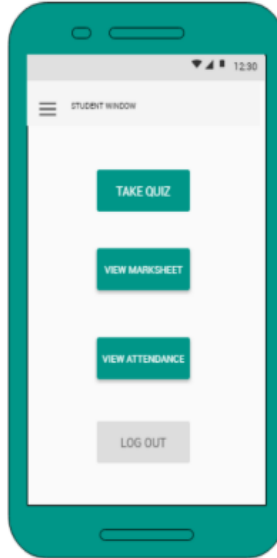 12:30
STUDENT WINDOW
TAKE QUIZ
VIEW MARKSHEET
VIEW ATTENDANCE
LOG OUT